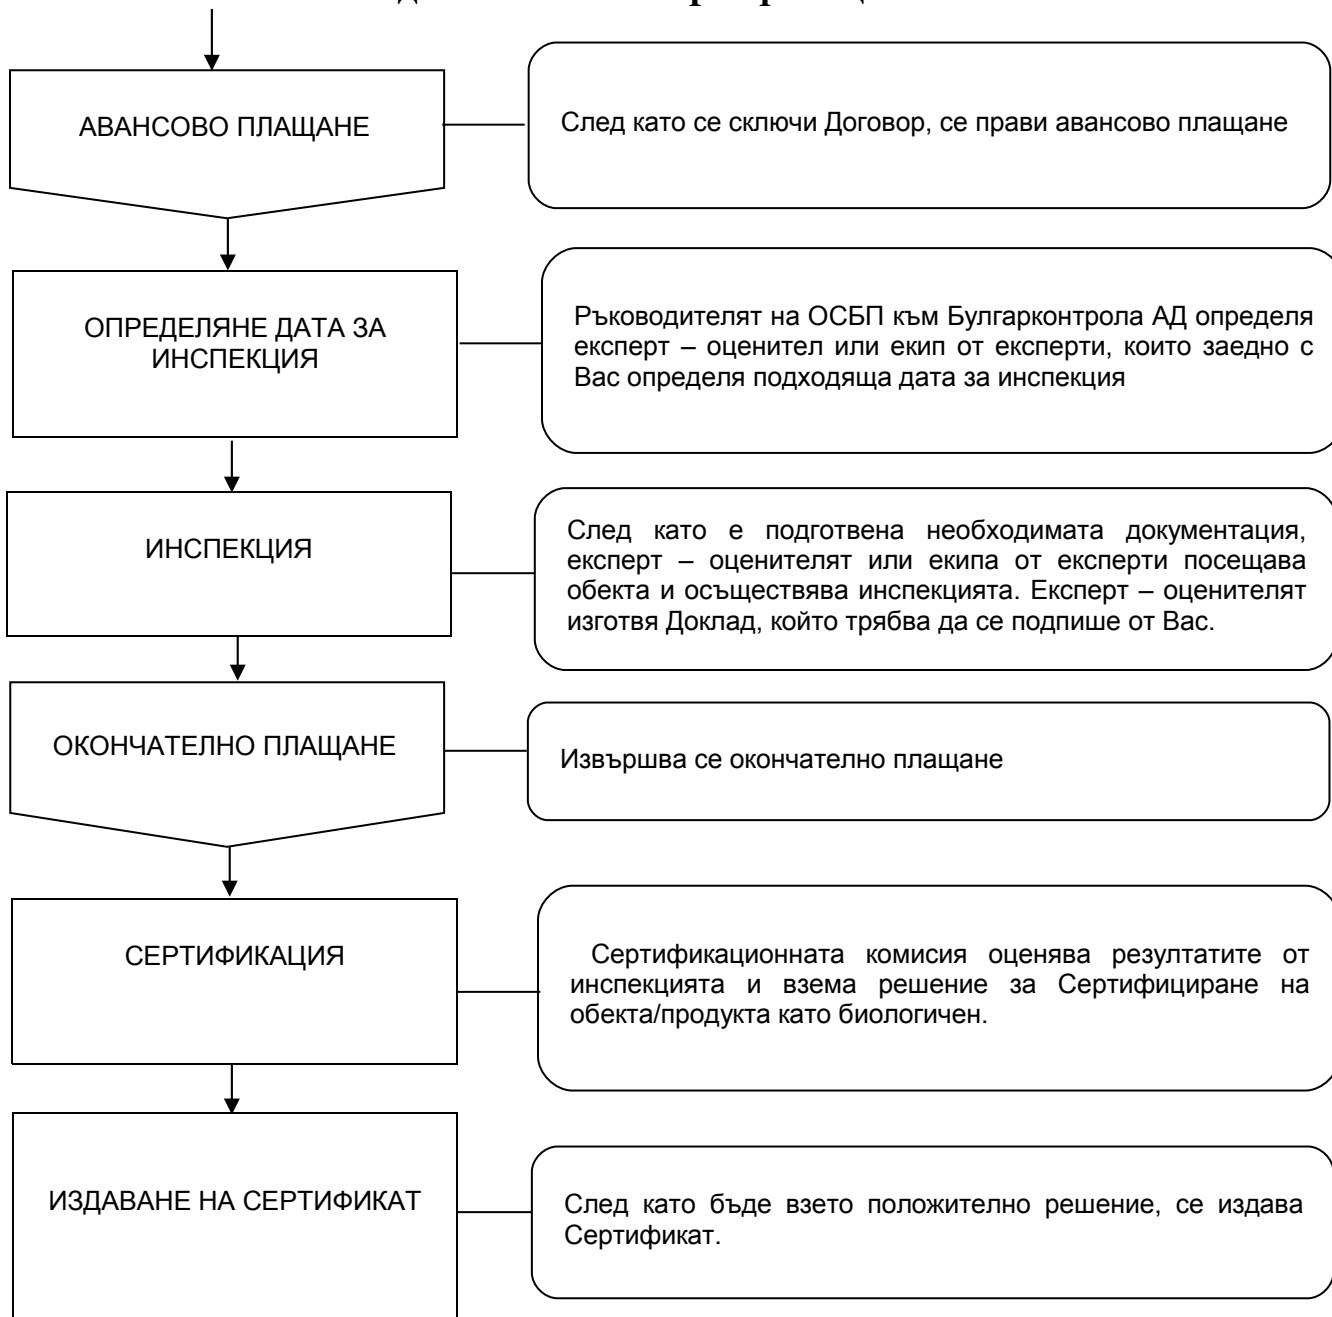 АВАНСОВО ПЛАЩАНЕ
След като се сключи Договор, се прави авансово плащане
ОПРЕДЕЛЯНЕ ДАТА ЗА
ИНСПЕКЦИЯ
Ръководителят на ОСБП към Булгарконтрола АД определя
експерт – оценител или екип от експерти, които заедно с
Вас определя подходяща дата за инспекция
ИНСПЕКЦИЯ
След като е подготвена необходимата документация,
експерт – оценителят или екипа от експерти посещава
обекта и осъществява инспекцията. Експерт – оценителят
изготвя Доклад, който трябва да се подпише от Вас.
ОКОНЧАТЕЛНО ПЛАЩАНЕ
Извършва се окончателно плащане
СЕРТИФИКАЦИЯ
Сертификационната комисия оценява резултатите от
инспекцията и взема решение за Сертифициране на
обекта/продукта като биологичен.
ИЗДАВАНЕ НА СЕРТИФИКАТ
След като бъде взето положително решение, се издава
Сертификат.